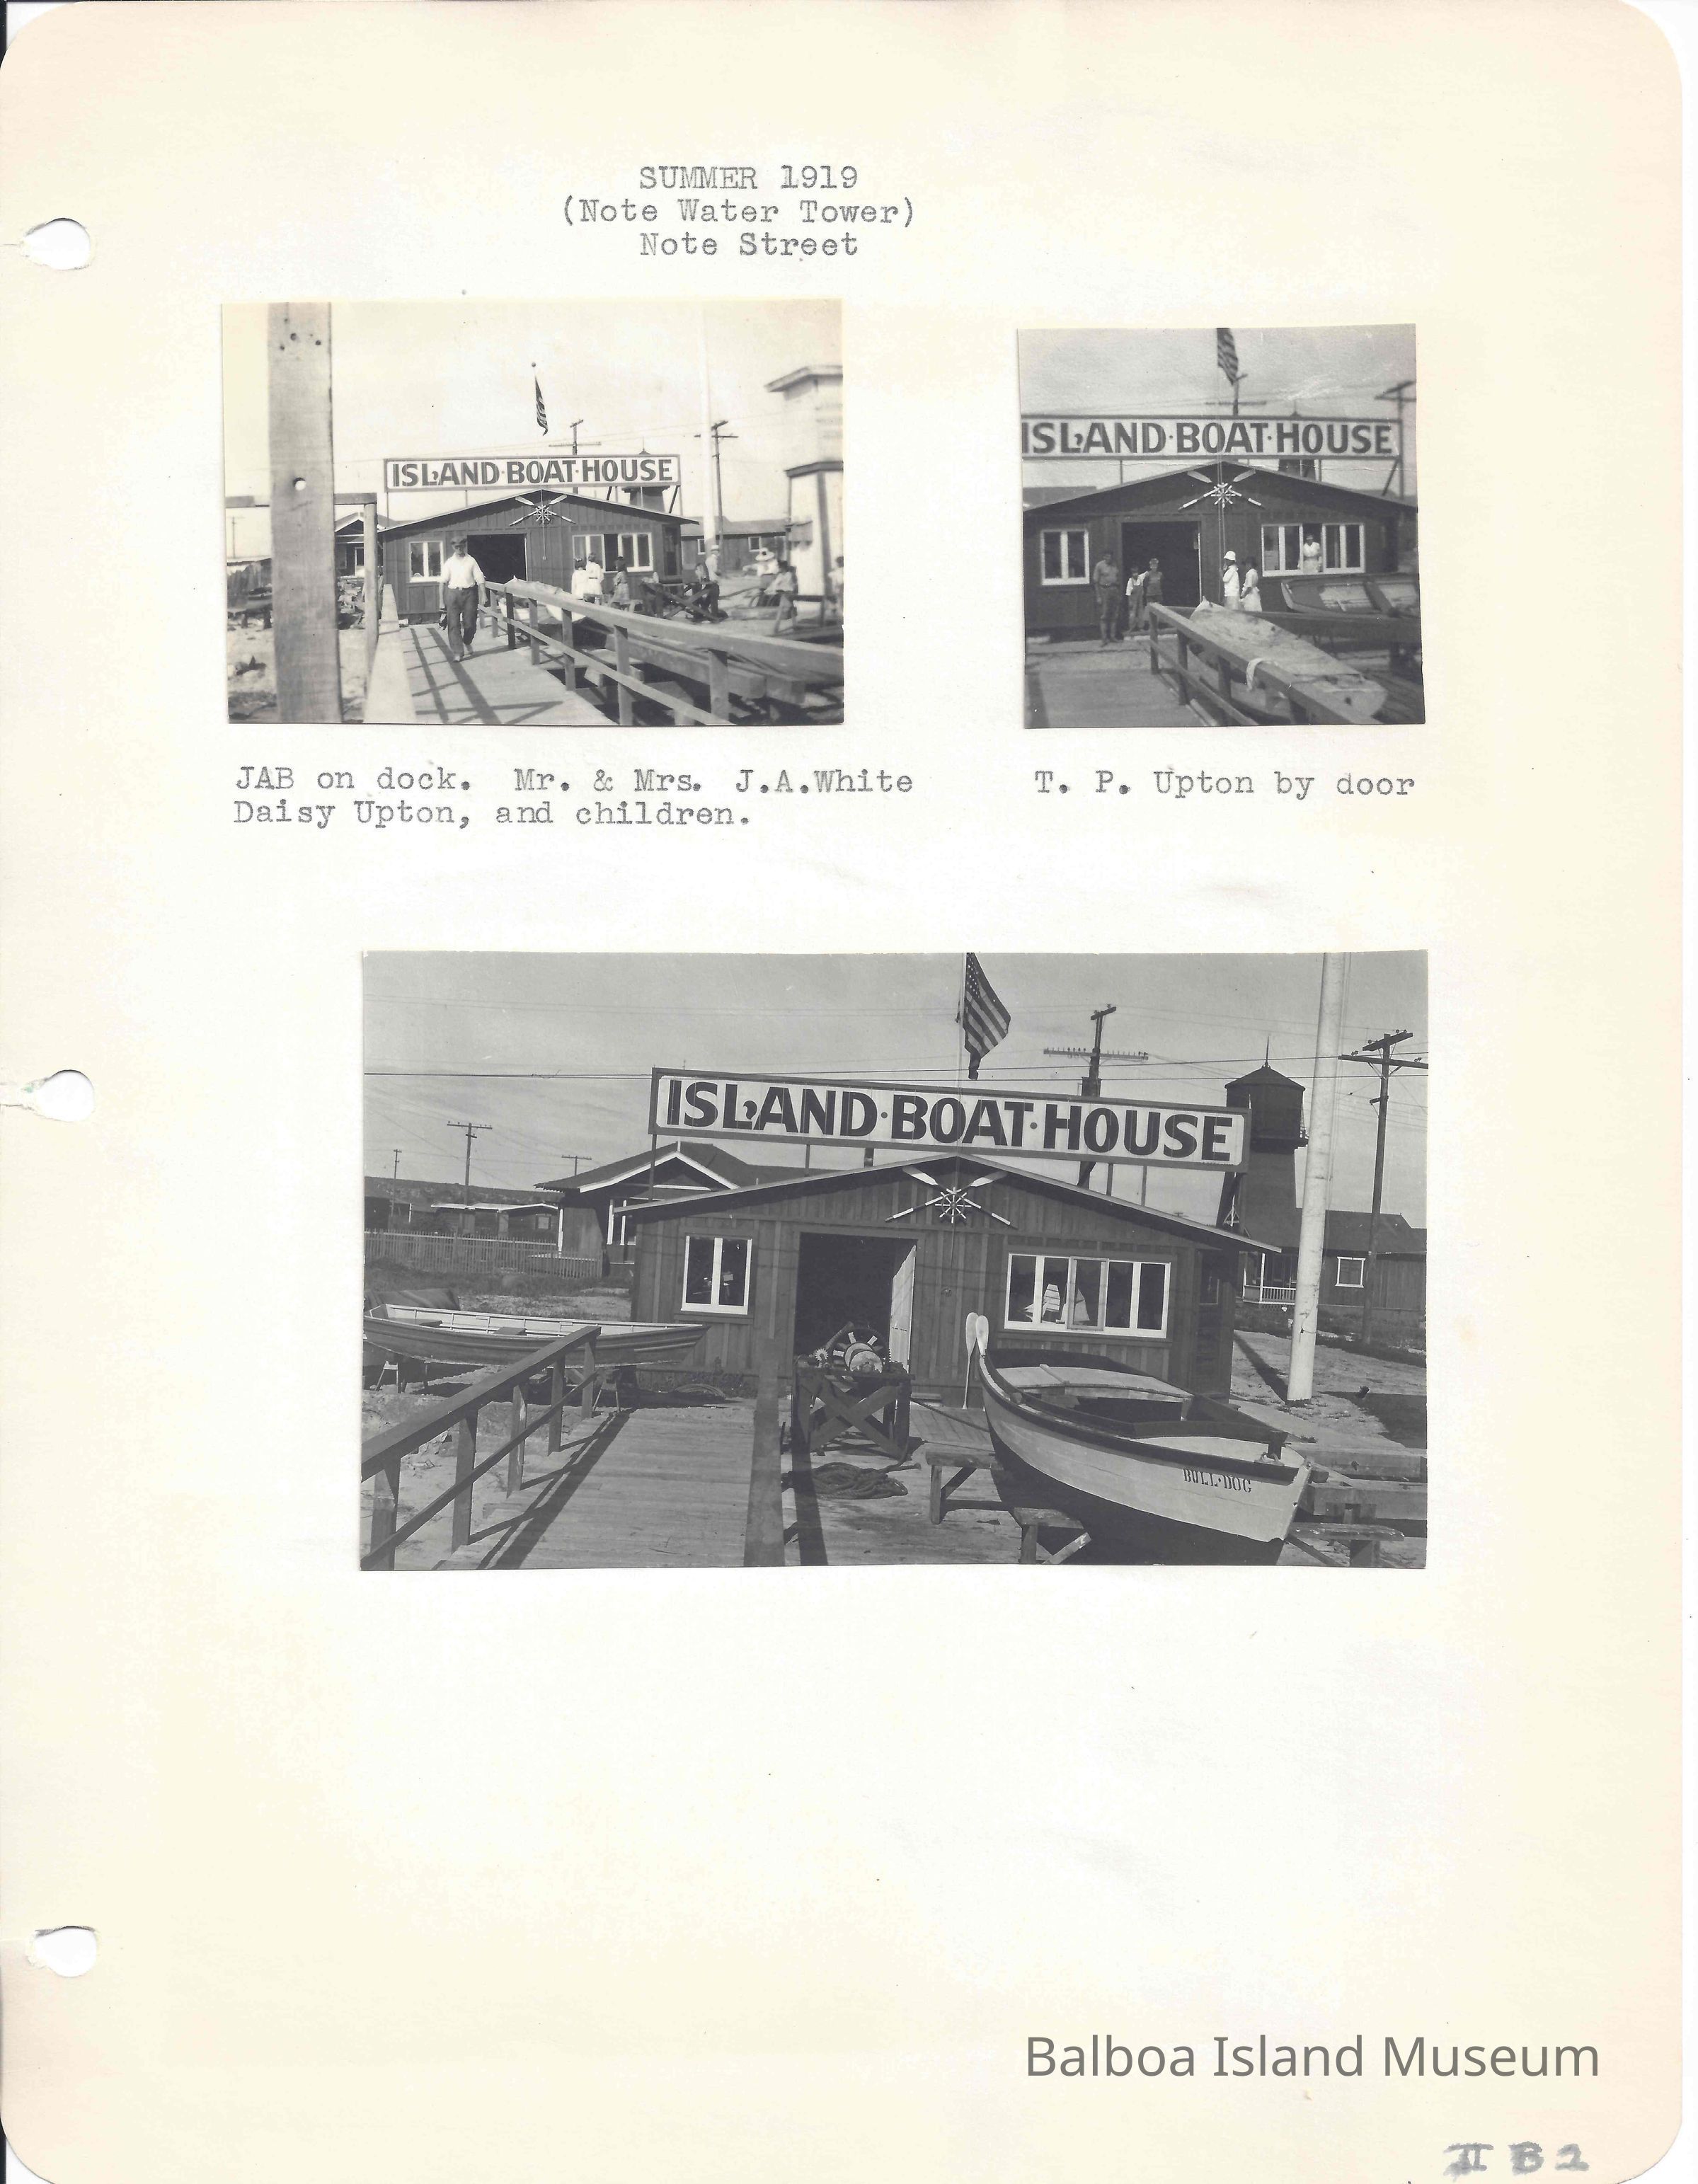 SUMMER 1919
(Note Water Tower)
Note Street
ISLAND·BOAT·HOUSE
ISLAND·BOAT·HOUSE
JAB on dock.  Mr. & Mrs. J.A.White
Daisy Upton, and children.
T. P. Upton by door
ISLAND·BOAT·HOUSE
BULL·DOG
Balboa Island Museum
II B 1